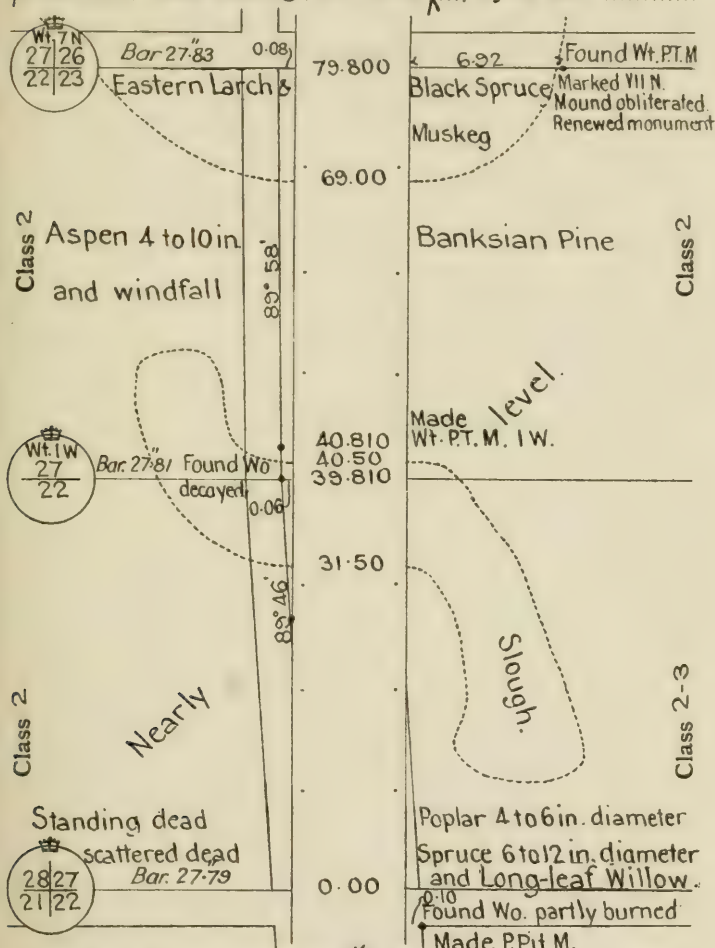 Wt. 7 N
27 26
22 23
Bar 27.″83
0.08
79.800
6.92
Found Wt. P.T. M
Eastern Larch &
Black Spruce
Marked VII N.
Mound obliterated.
Renewed monument
Muskeg
69.00
Class 2
Aspen 4 to 10 in.
and windfall
89° 58′
Banksian Pine
Class 2
level.
Made
Wt. P.T. M. I W.
40.810
40.50
39.810
Wt. I W
27
22
Bar. 27.″81
Found Wo
decayed
0.06
31.50
89° 46′
Slough.
Class 2
Nearly
Class 2-3
Standing dead
scattered dead
Poplar 4 to 6 in. diameter
Spruce 6 to 12 in. diameter
and Long-leaf Willow.
28 27
21 22
Bar. 27.″79
0.00
0.10
Found Wo. partly burned
Made P.Pit M.